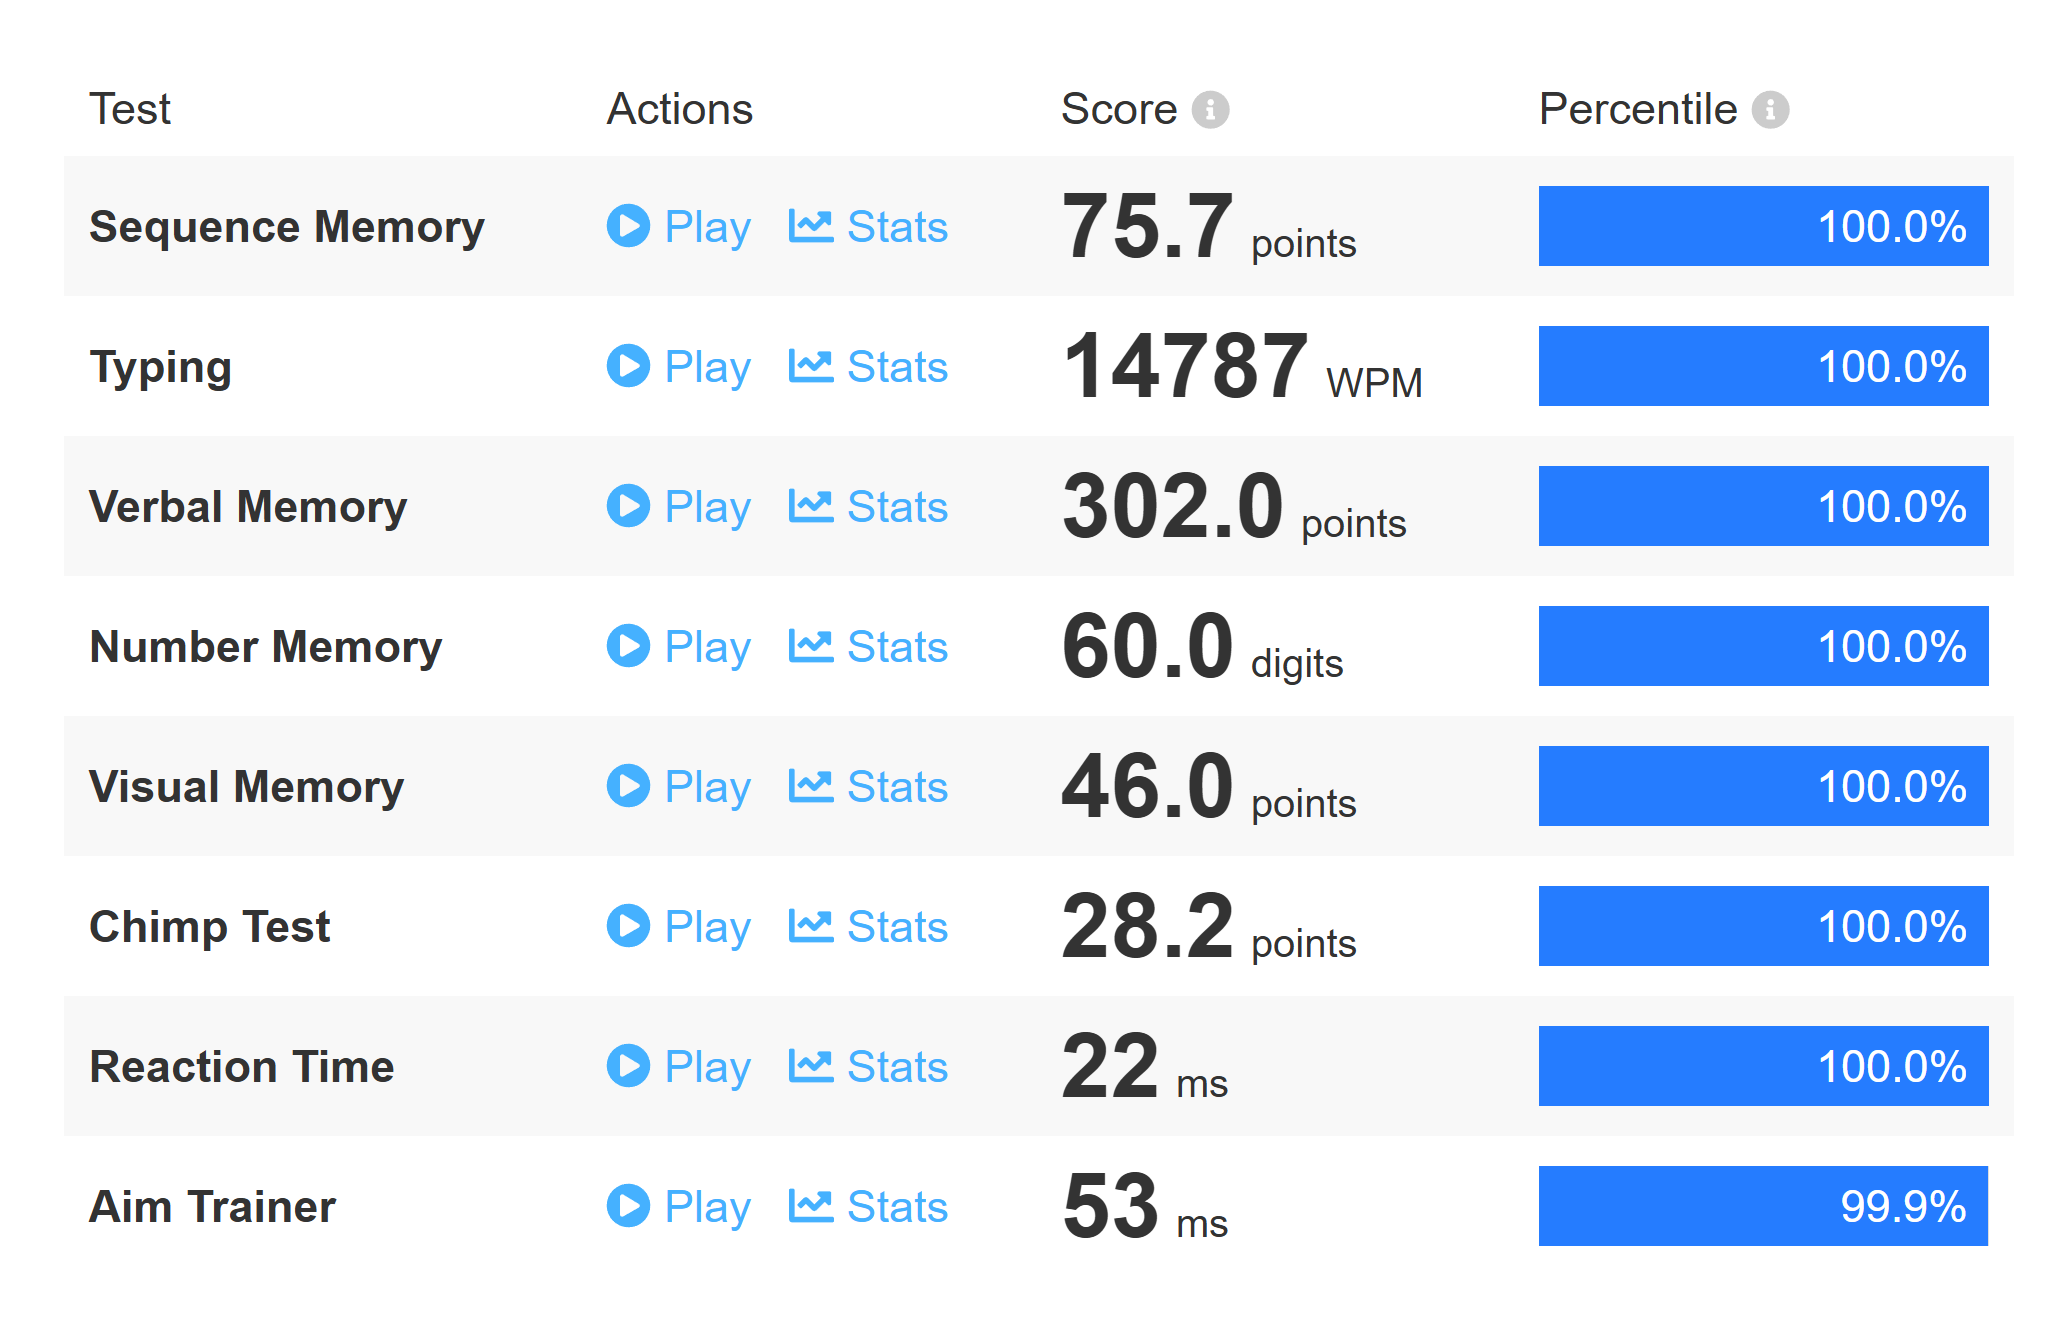 Test Actions Score Percentile
Sequence Memory Play Stats 75.7 points 100.0%
Typing Play Stats 14787 WPM 100.0%
Verbal Memory Play Stats 302.0 points 100.0%
Number Memory Play Stats 60.0 digits 100.0%
Visual Memory Play Stats 46.0 points 100.0%
Chimp Test Play Stats 28.2 points 100.0%
Reaction Time Play Stats 22 ms 100.0%
Aim Trainer Play Stats 53 ms 99.9%